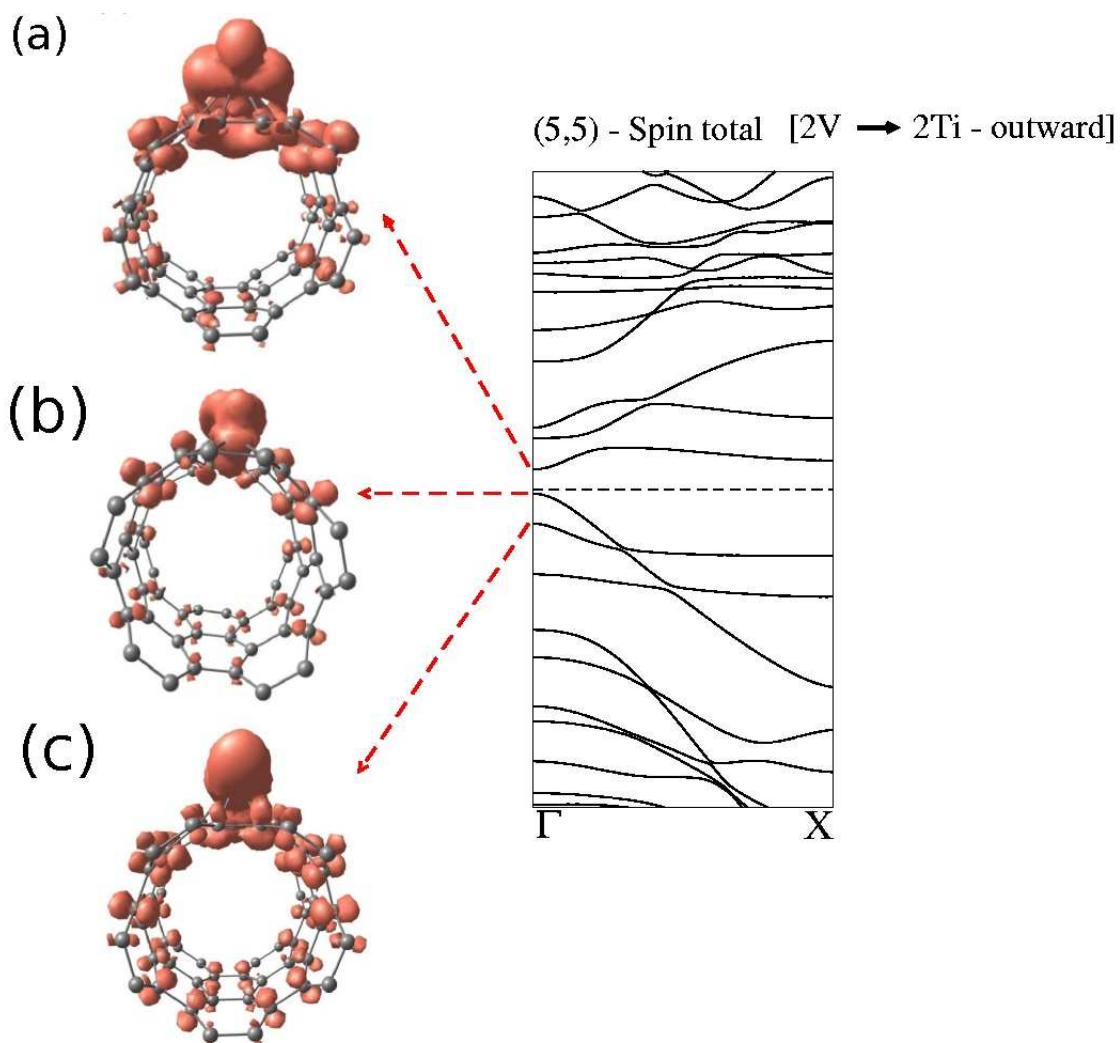 (a)
(5,5) - Spin total [2V → 2Ti - outward]
(b)
(c)
Γ X